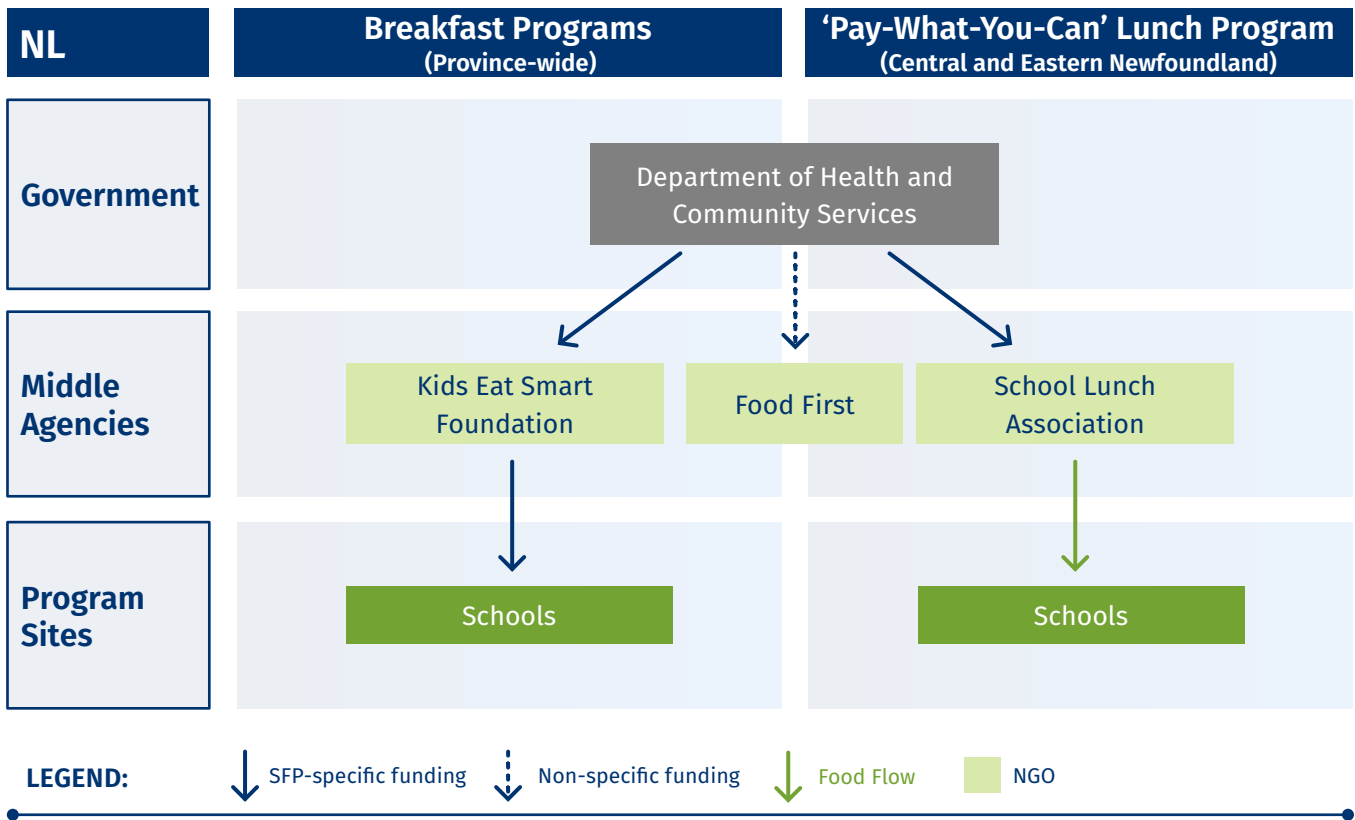 NL
Breakfast Programs
(Province-wide)
‘Pay-What-You-Can’ Lunch Program
(Central and Eastern Newfoundland)
Government
Department of Health and
Community Services
Middle
Agencies
Kids Eat Smart
Foundation
Food First
School Lunch
Association
Program
Sites
Schools
Schools
LEGEND:
SFP-specific funding
Non-specific funding
Food Flow
NGO